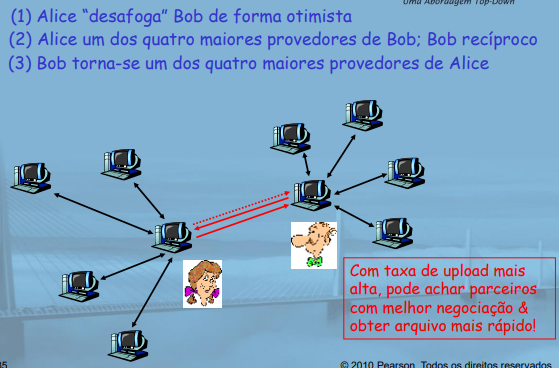 Uma Abordagem Top-Down
(1) Alice "desafoga" Bob de forma otimista
(2) Alice um dos quatro maiores provedores de Bob; Bob recíproco
(3) Bob torna-se um dos quatro maiores provedores de Alice
Com taxa de upload mais
alta, pode achar parceiros
com melhor negociação &
obter arquivo mais rápido!
© 2010 Pearson. Todos os direitos reservados